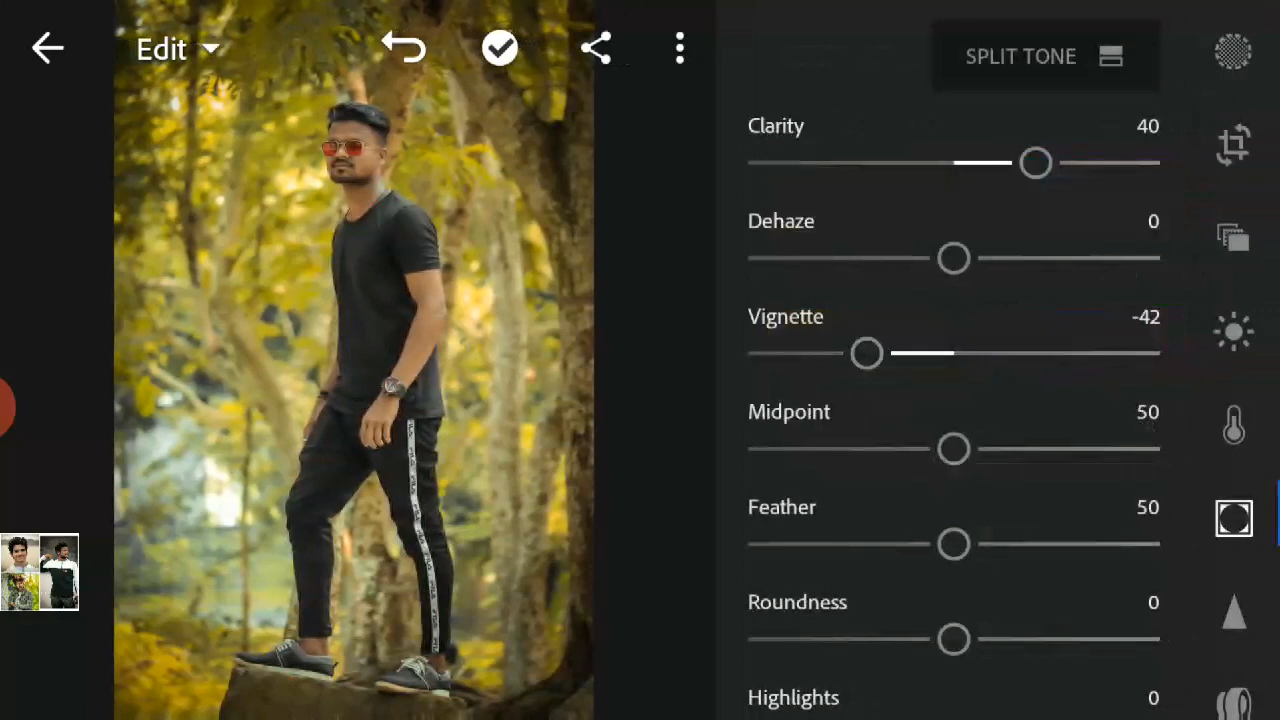 Edit
SPLIT TONE
Clarity 40
Dehaze 0
Vignette -42
Midpoint 50
Feather 50
Roundness 0
Highlights 0